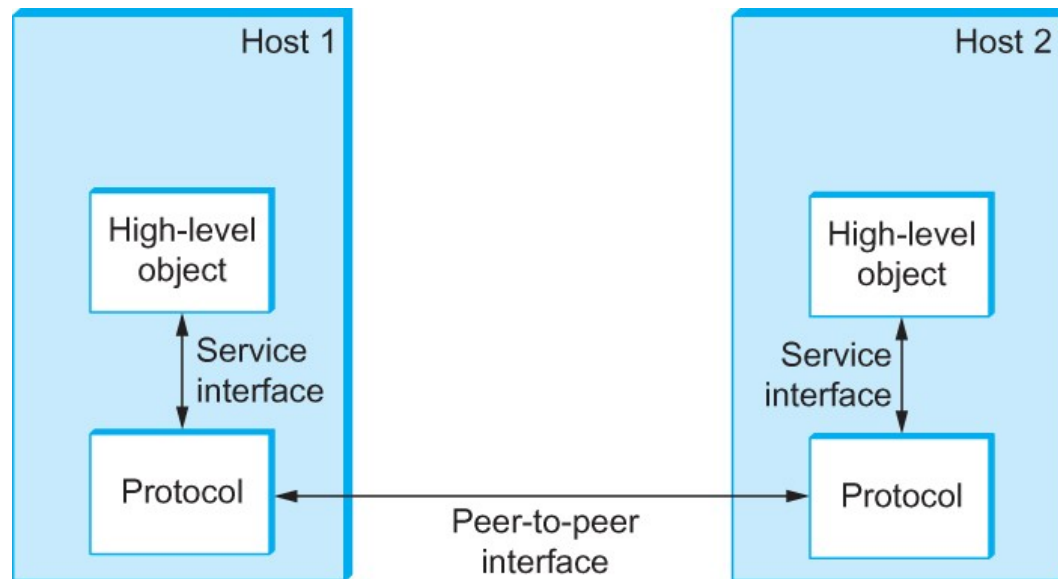 Host 1
High-level
object
Service
interface
Protocol
Peer-to-peer
interface
Host 2
High-level
object
Service
interface
Protocol